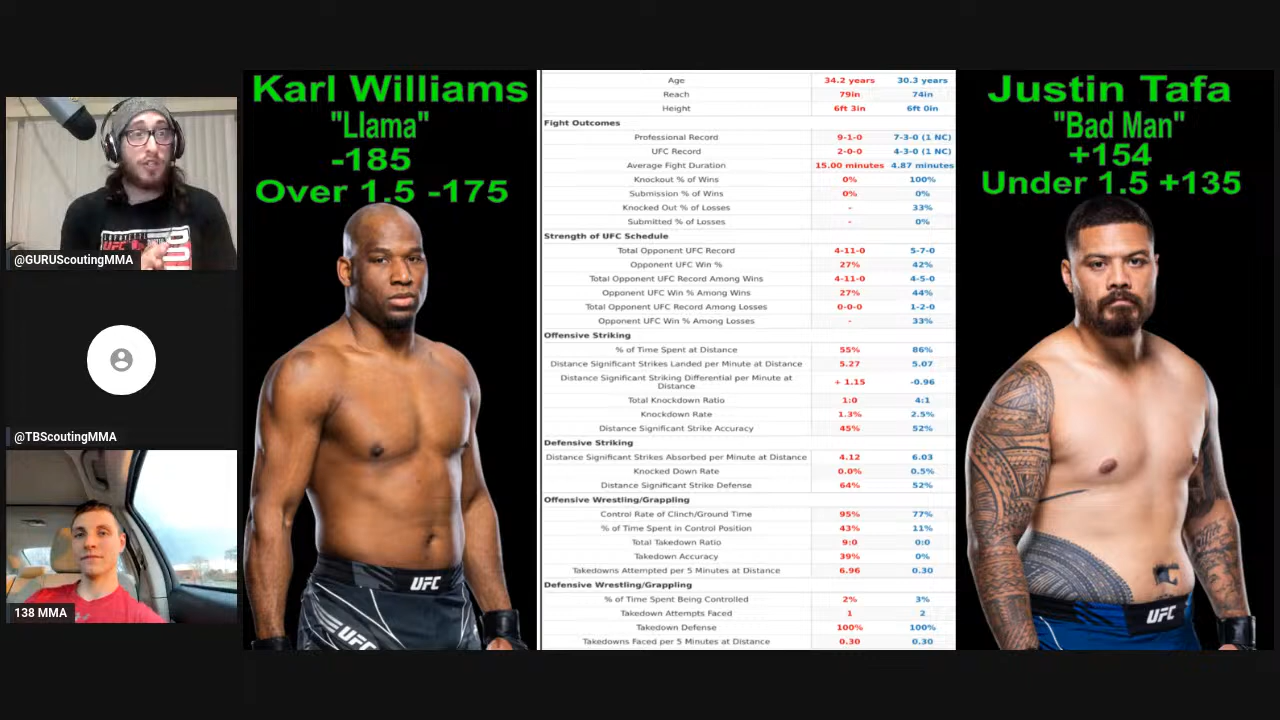 @GURUScoutingMMA
@TBScoutingMMA
138 MMA
Karl Williams
"Llama"
-185
Over 1.5 -175
Age 34.2 years 30.3 years
Reach 79in 74in
Height 6ft 3in 6ft 0in
Fight Outcomes
Professional Record 9-1-0 7-3-0 (1 NC)
UFC Record 2-0-0 4-3-0 (1 NC)
Average Fight Duration 15.00 minutes 4.87 minutes
Knockout % of Wins 0% 100%
Submission % of Wins 0% 0%
Knocked Out % of Losses - 33%
Submitted % of Losses - 0%
Strength of UFC Schedule
Total Opponent UFC Record 4-11-0 5-7-0
Opponent UFC Win % 27% 42%
Total Opponent UFC Record Among Wins 4-11-0 4-5-0
Opponent UFC Win % Among Wins 27% 44%
Total Opponent UFC Record Among Losses 0-0-0 1-2-0
Opponent UFC Win % Among Losses - 33%
Offensive Striking
% of Time Spent at Distance 55% 86%
Distance Significant Strikes Landed per Minute at Distance 5.27 5.07
Distance Significant Striking Differential per Minute at
Distance + 1.15 -0.96
Total Knockdown Ratio 1:0 4:1
Knockdown Rate 1.3% 2.5%
Distance Significant Strike Accuracy 45% 52%
Defensive Striking
Distance Significant Strikes Absorbed per Minute at Distance 4.12 6.03
Knocked Down Rate 0.0% 0.5%
Distance Significant Strike Defense 64% 52%
Offensive Wrestling/Grappling
Control Rate of Clinch/Ground Time 95% 77%
% of Time Spent in Control Position 43% 11%
Total Takedown Ratio 9:0 0:0
Takedown Accuracy 39% 0%
Takedowns Attempted per 5 Minutes at Distance 6.96 0.30
Defensive Wrestling/Grappling
% of Time Spent Being Controlled 2% 3%
Takedown Attempts Faced 1 2
Takedown Defense 100% 100%
Takedowns Faced per 5 Minutes at Distance 0.30 0.30
Justin Tafa
"Bad Man"
+154
Under 1.5 +135
UFC
UFC
UFC
UFC